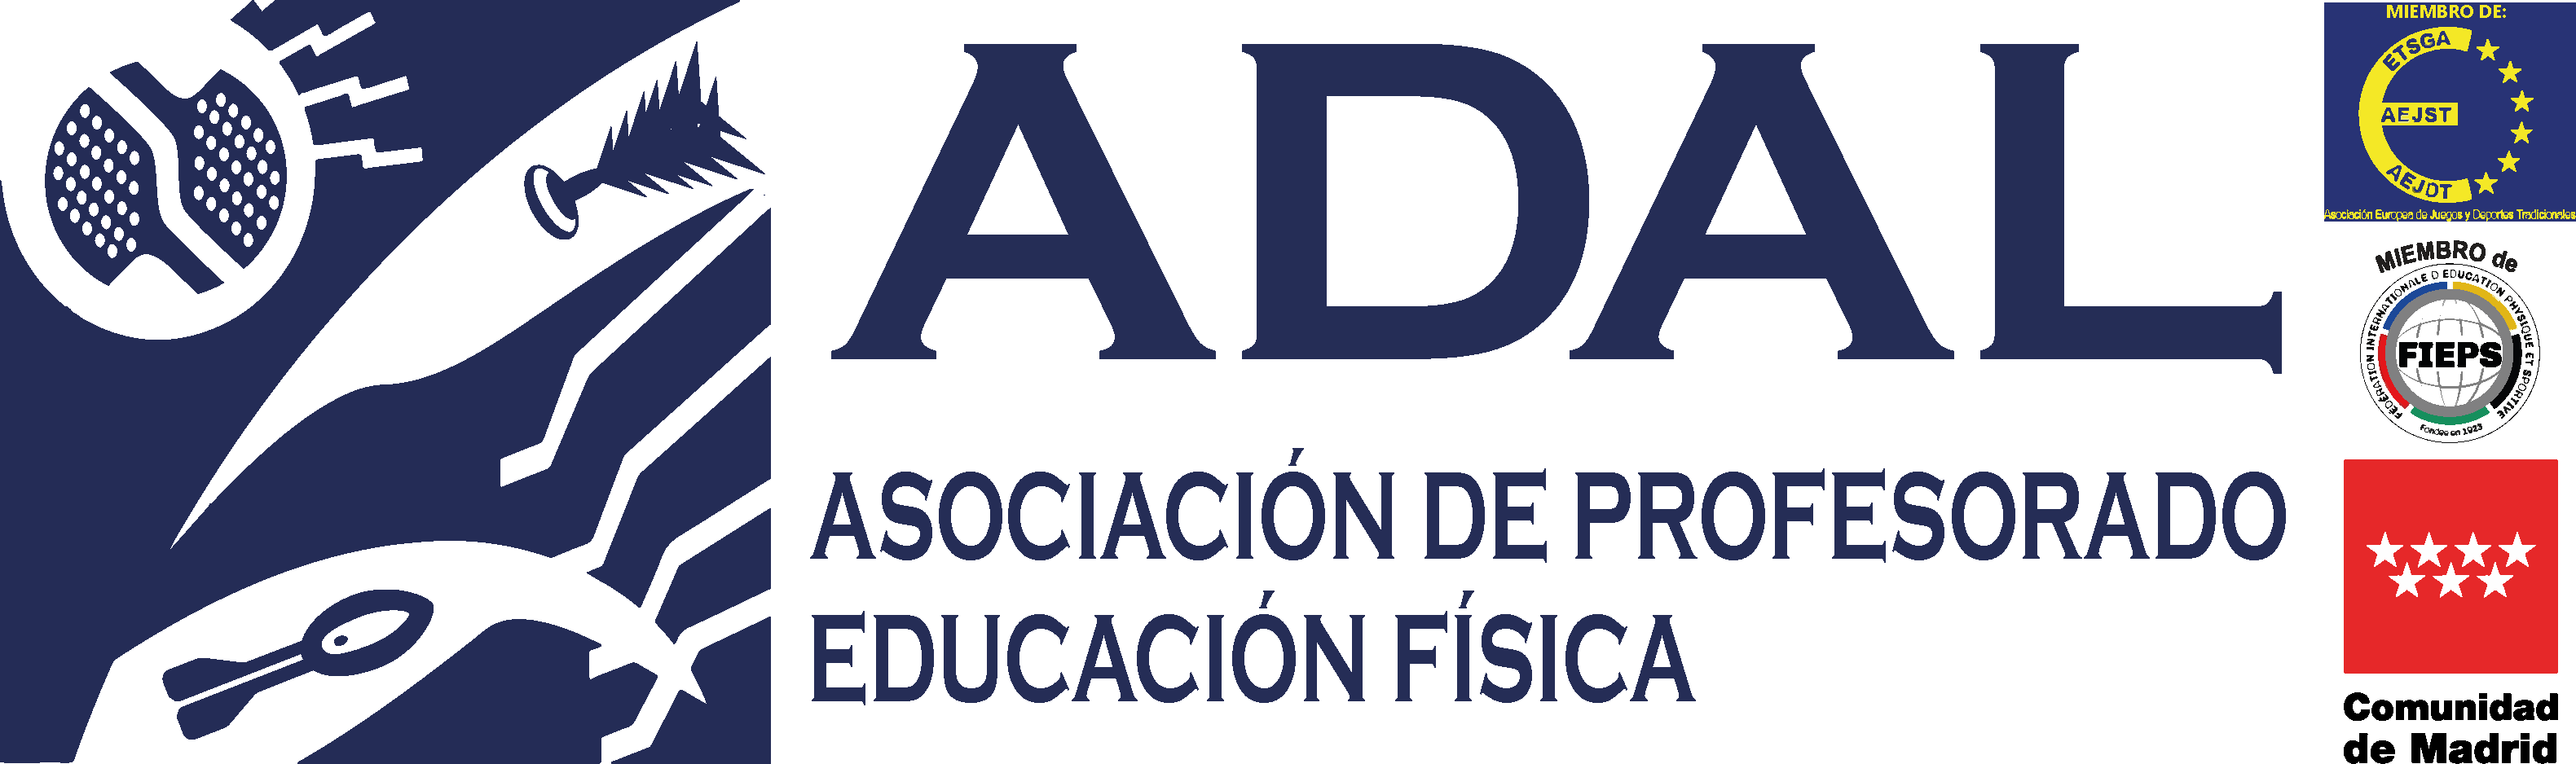 ADAL
ASOCIACIÓN DE PROFESORADO
EDUCACIÓN FÍSICA
MIEMBRO DE:
ETSGA
AEJST
AEJDT
Asociación Europea de Juegos y Deportes Tradicionales
MIEMBRO de
FÉDÉRATION INTERNATIONALE D EDUCATION PHYSIQUE ET SPORTIVE
FIEPS
Fondée en 1923
Comunidad
de Madrid